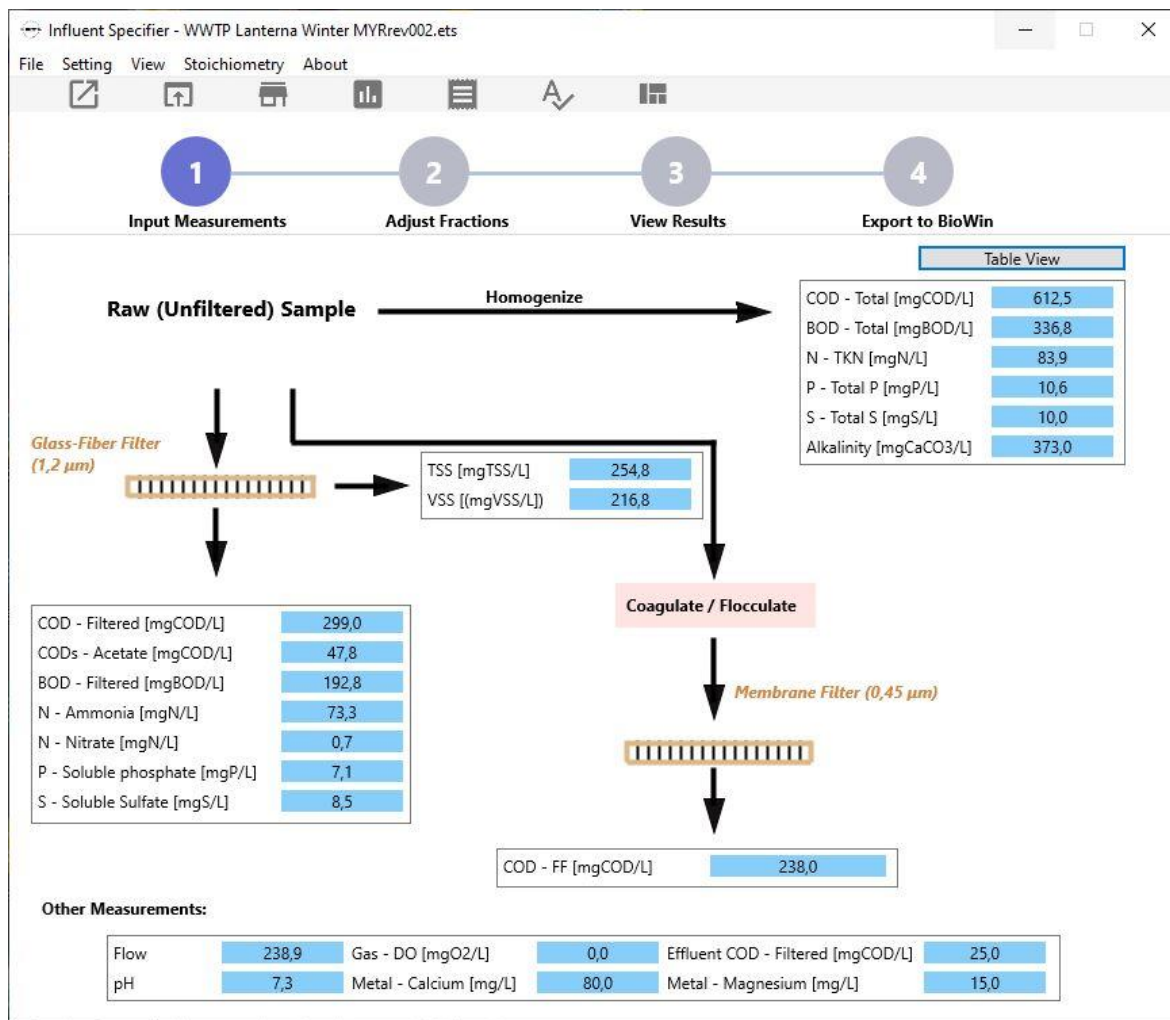 Influent Specifier - WWTP Lanterna Winter MYRrev002.ets
File Setting View Stoichiometry About
1 2 3 4
Input Measurements Adjust Fractions View Results Export to BioWin
Table View
Raw (Unfiltered) Sample
Homogenize
COD - Total [mgCOD/L] 612,5
BOD - Total [mgBOD/L] 336,8
N - TKN [mgN/L] 83,9
P - Total P [mgP/L] 10,6
S - Total S [mgS/L] 10,0
Alkalinity [mgCaCO3/L] 373,0
Glass-Fiber Filter
(1,2 μm)
TSS [mgTSS/L] 254,8
VSS [(mgVSS/L]) 216,8
Coagulate / Flocculate
COD - Filtered [mgCOD/L] 299,0
CODs - Acetate [mgCOD/L] 47,8
BOD - Filtered [mgBOD/L] 192,8
N - Ammonia [mgN/L] 73,3
N - Nitrate [mgN/L] 0,7
P - Soluble phosphate [mgP/L] 7,1
S - Soluble Sulfate [mgS/L] 8,5
Membrane Filter (0,45 μm)
COD - FF [mgCOD/L] 238,0
Other Measurements:
Flow 238,9 Gas - DO [mgO2/L] 0,0 Effluent COD - Filtered [mgCOD/L] 25,0
pH 7,3 Metal - Calcium [mg/L] 80,0 Metal - Magnesium [mg/L] 15,0